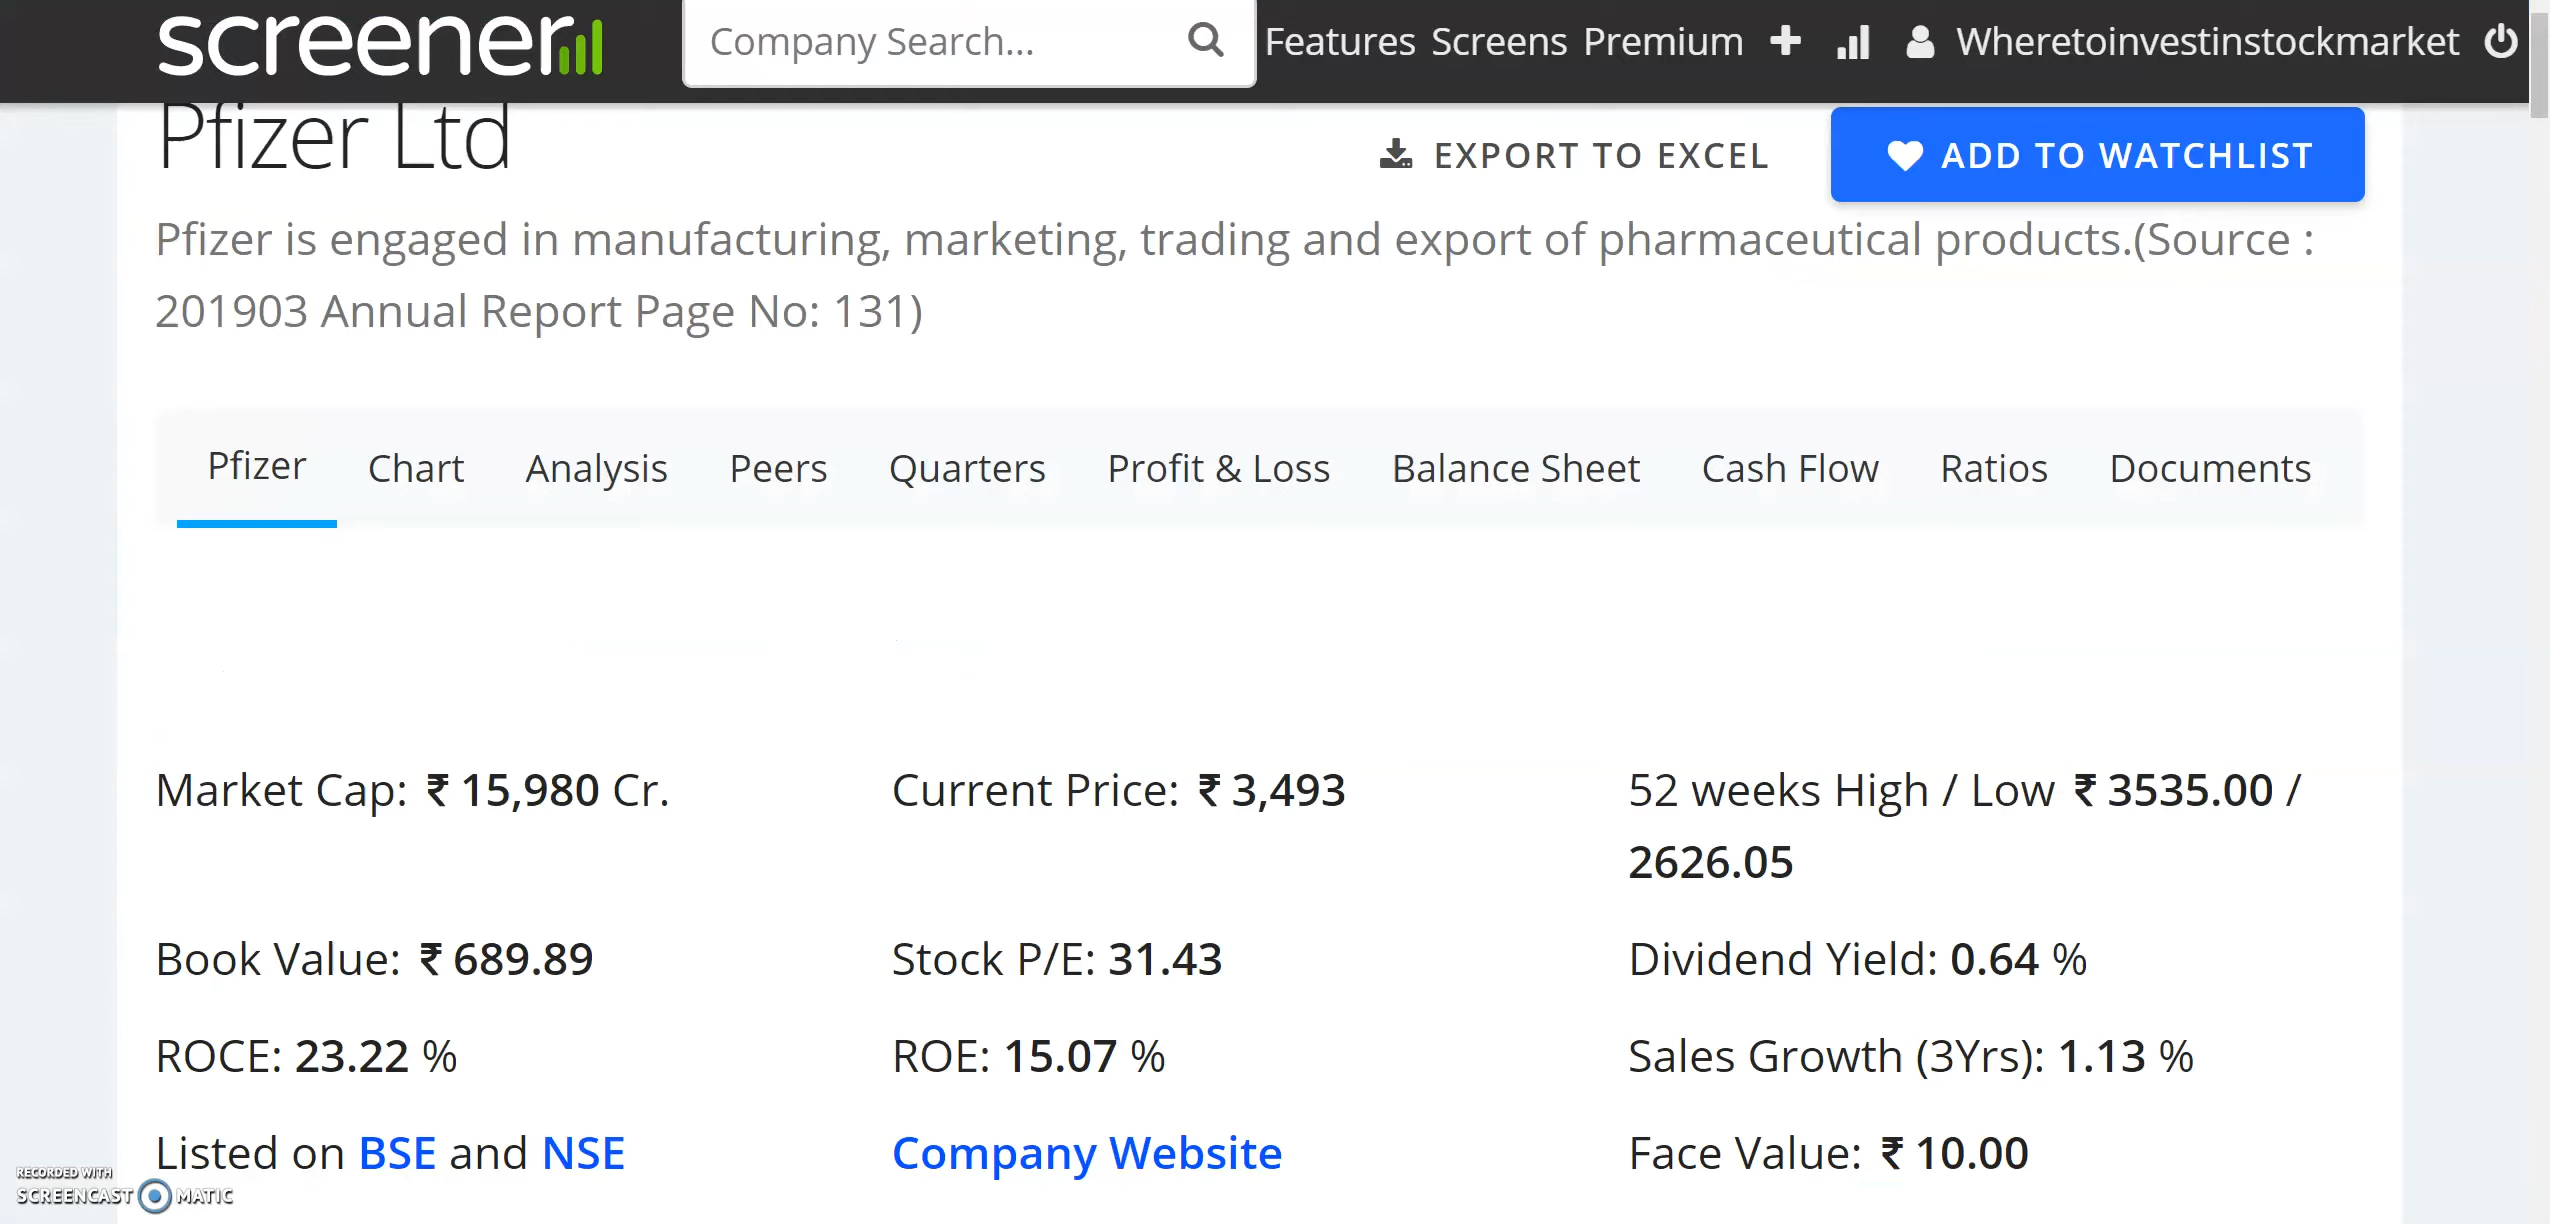 screener Company Search... Features Screens Premium Wheretoinvestinstockmarket
Pfizer Ltd
EXPORT TO EXCEL ADD TO WATCHLIST
Pfizer is engaged in manufacturing, marketing, trading and export of pharmaceutical products.(Source :
201903 Annual Report Page No: 131)
Pfizer Chart Analysis Peers Quarters Profit & Loss Balance Sheet Cash Flow Ratios Documents
Market Cap: ₹ 15,980 Cr. Current Price: ₹ 3,493 52 weeks High / Low ₹ 3535.00 /
2626.05
Book Value: ₹ 689.89 Stock P/E: 31.43 Dividend Yield: 0.64 %
ROCE: 23.22 % ROE: 15.07 % Sales Growth (3Yrs): 1.13 %
Listed on BSE and NSE Company Website Face Value: ₹ 10.00
RECORDED WITH
SCREENCAST MATIC